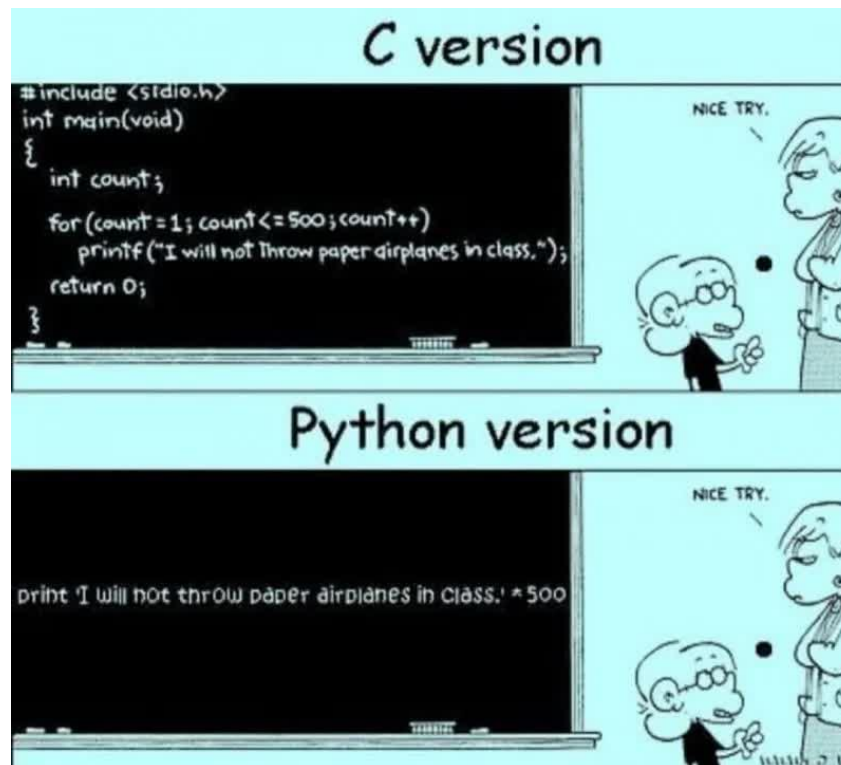 C version
#include <stdio.h>
int main(void)
{
int count;
for (count = 1; count <= 500; count++)
printf ("I will not Throw paper airplanes in class.");
return 0;
}
NICE TRY.
Python version
print 'I will not throw paper airplanes in class.' * 500
NICE TRY.